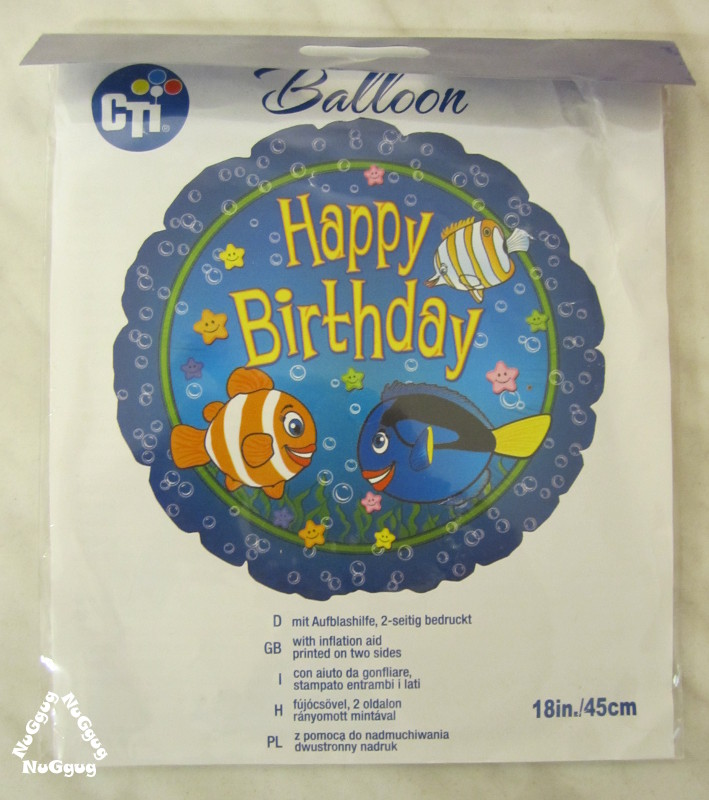 CTI®
Balloon
Happy
Birthday
D mit Aufblashilfe, 2-seitig bedruckt
GB with inflation aid
printed on two sides
I con aiuto da gonfliare,
stampato entrambi i lati
H fújócsövel, 2 oldalon
rányomott mintával
PL z pomocą do nadmuchiwania
dwustronny nadruk
18in./45cm
NuGgug
NuGgug
NuGgug